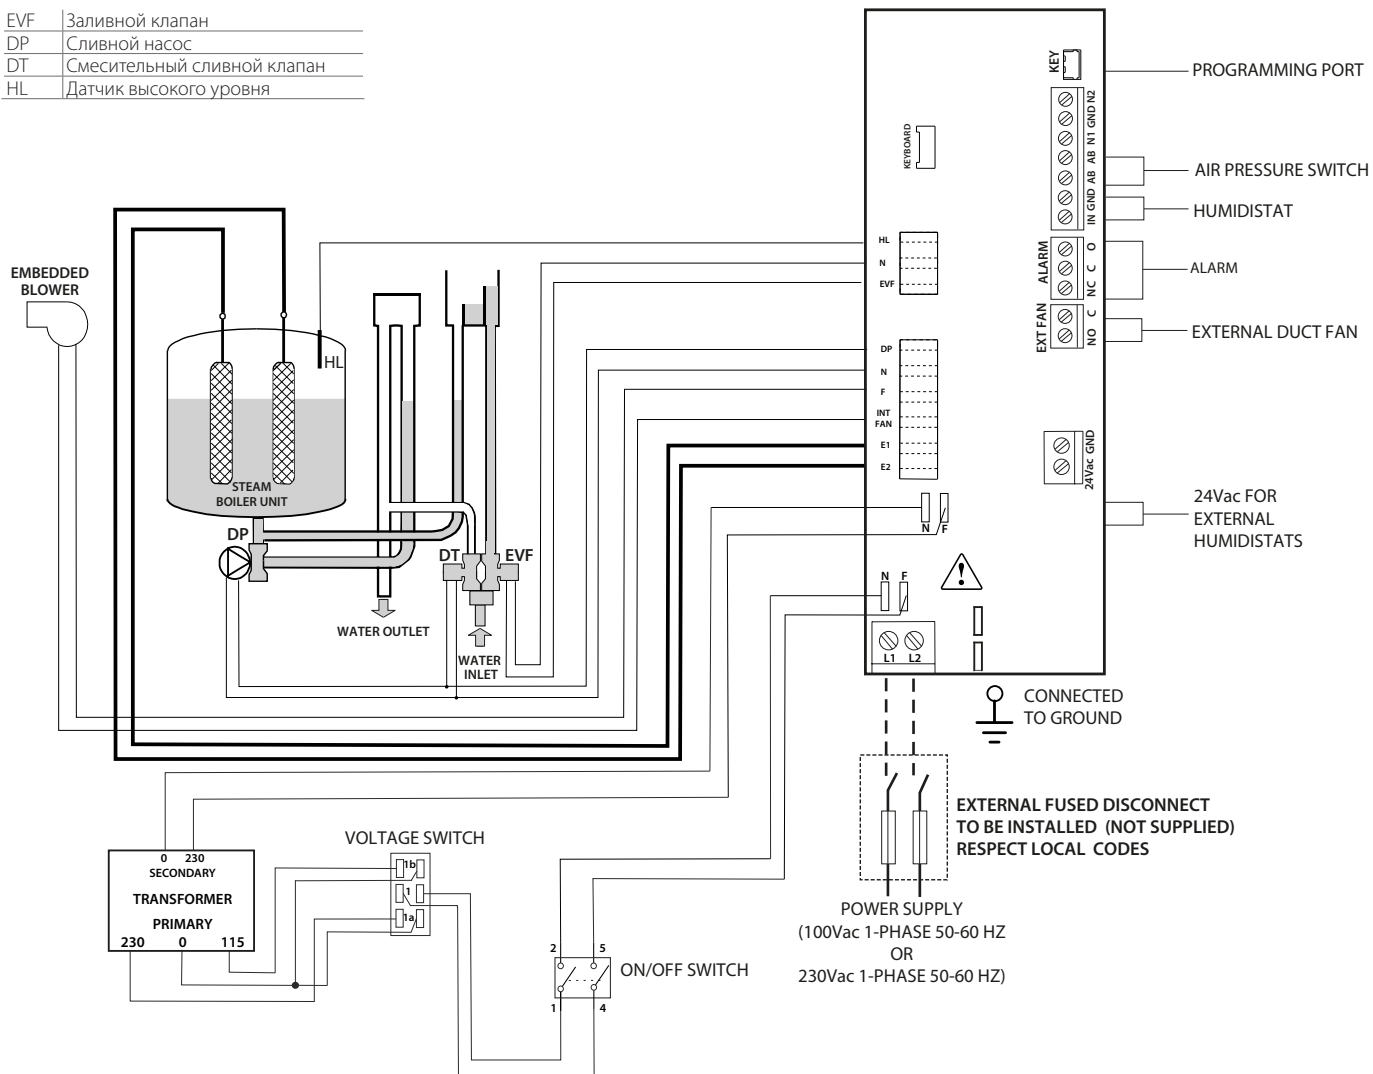 EVF Заливной клапан
DP Сливной насос
DT Смесительный сливной клапан
HL Датчик высокого уровня
KEY
PROGRAMMING PORT
KEYBOARD
IN GND AB AB N1 GND N2
AIR PRESSURE SWITCH
HUMIDISTAT
HL
N
EVF
ALARM
NC C O
ALARM
EMBEDDED
BLOWER
EXT FAN
NO C
EXTERNAL DUCT FAN
HL
DP
N
F
INT
FAN
E1
E2
24Vac GND
STEAM
BOILER UNIT
24Vac FOR
EXTERNAL
HUMIDISTATS
N F
DP
DT EVF
N F
WATER OUTLET
WATER
INLET
L1 L2
CONNECTED
TO GROUND
EXTERNAL FUSED DISCONNECT
TO BE INSTALLED (NOT SUPPLIED)
RESPECT LOCAL CODES
VOLTAGE SWITCH
0 230
SECONDARY
TRANSFORMER
PRIMARY
230 0 115
1b
1
1a
POWER SUPPLY
(100Vac 1-PHASE 50-60 HZ
OR
230Vac 1-PHASE 50-60 HZ)
2 5
ON/OFF SWITCH
1 4